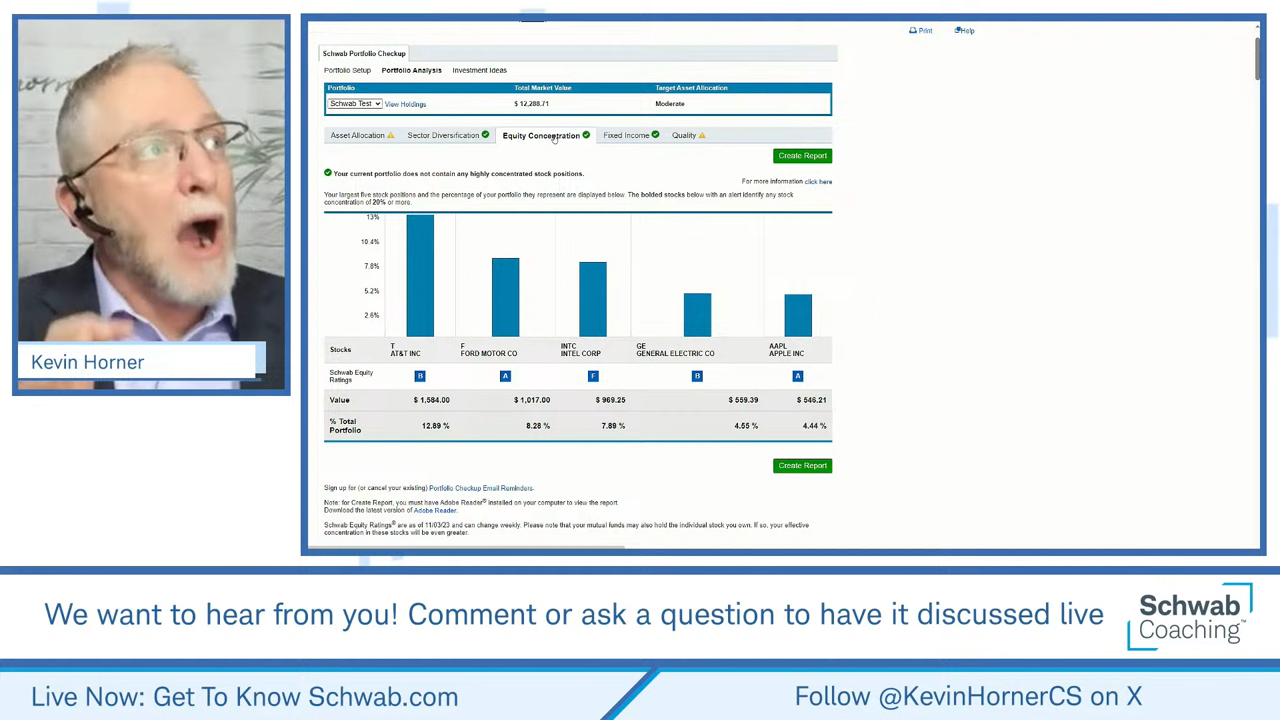 Kevin Horner
Print
Help
Schwab Portfolio Checkup
Portfolio Setup Portfolio Analysis Investment Ideas
Portfolio Total Market Value Target Asset Allocation
Schwab Test View Holdings $ 12,288.71 Moderate
Asset Allocation Sector Diversification Equity Concentration Fixed Income Quality
Create Report
Your current portfolio does not contain any highly concentrated stock positions.
For more information click here
Your largest five stock positions and the percentage of your portfolio they represent are displayed below. The bolded stocks below with an alert identify any stock
concentration of 20% or more.
13%
10.4%
7.8%
5.2%
2.6%
Stocks
T
AT&T INC
F
FORD MOTOR CO
INTC
INTEL CORP
GE
GENERAL ELECTRIC CO
AAPL
APPLE INC
Schwab Equity
Ratings
B A F B A
Value $ 1,584.00 $ 1,017.00 $ 969.25 $ 559.39 $ 546.21
% Total
Portfolio
12.89 % 8.28 % 7.89 % 4.55 % 4.44 %
Create Report
Sign up for (or cancel your existing) Portfolio Checkup Email Reminders.
Note: for Create Report, you must have Adobe Reader® installed on your computer to view the report.
Download the latest version of Adobe Reader.
Schwab Equity Ratings® are as of 11/03/23 and can change weekly. Please note that your mutual funds may also hold the individual stock you own. If so, your effective
concentration in these stocks will be even greater.
We want to hear from you! Comment or ask a question to have it discussed live
Schwab
Coaching™
Live Now: Get To Know Schwab.com
Follow @KevinHornerCS on X